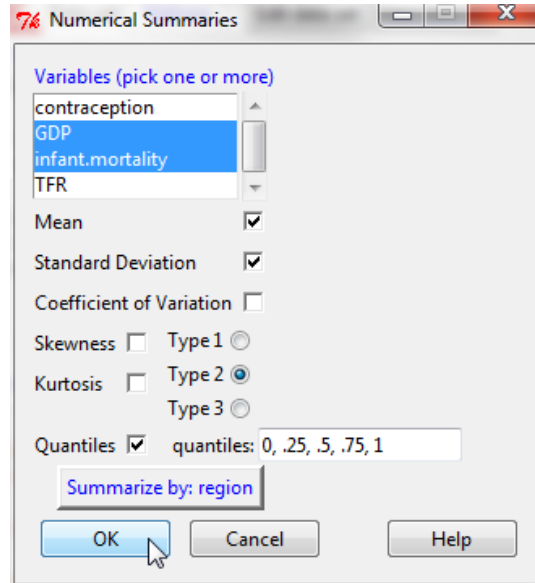 Numerical Summaries
Variables (pick one or more)
contraception
GDP
infant.mortality
TFR
Mean
Standard Deviation
Coefficient of Variation
Skewness Type 1
Kurtosis Type 2
Type 3
Quantiles quantiles: 0, .25, .5, .75, 1
Summarize by: region
OK Cancel Help